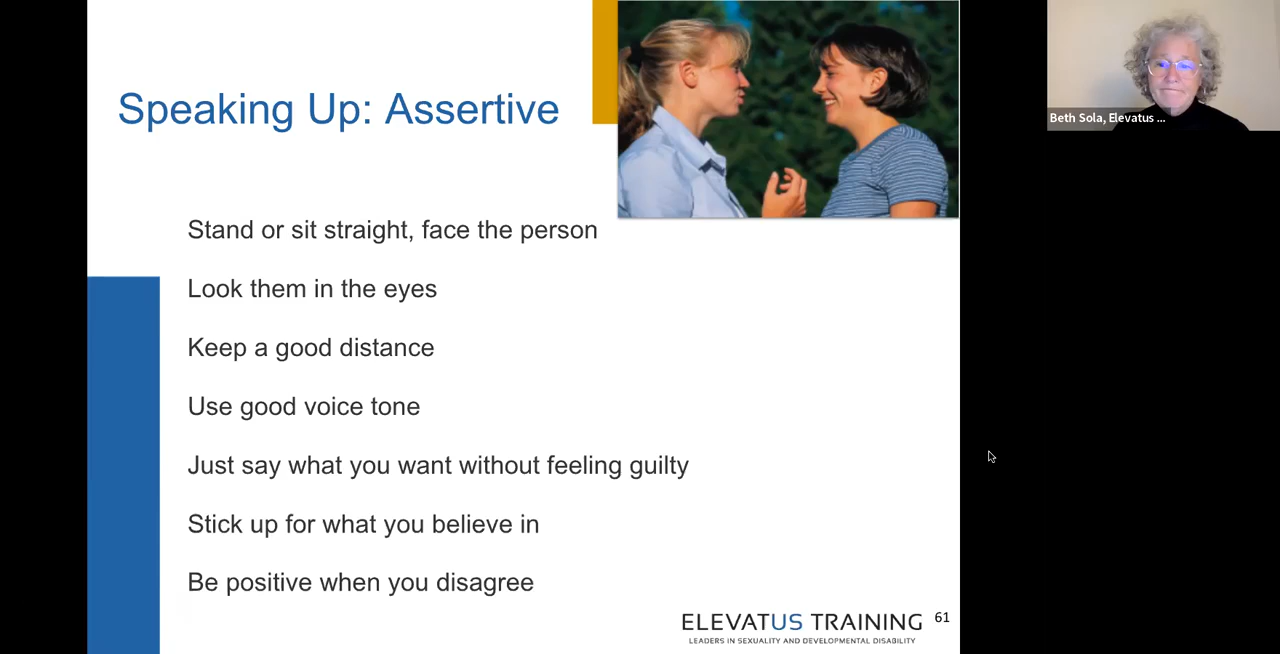 Speaking Up: Assertive
Beth Sola, Elevatus ...
Stand or sit straight, face the person
Look them in the eyes
Keep a good distance
Use good voice tone
Just say what you want without feeling guilty
Stick up for what you believe in
Be positive when you disagree
ELEVATUS TRAINING
LEADERS IN SEXUALITY AND DEVELOPMENTAL DISABILITY
61